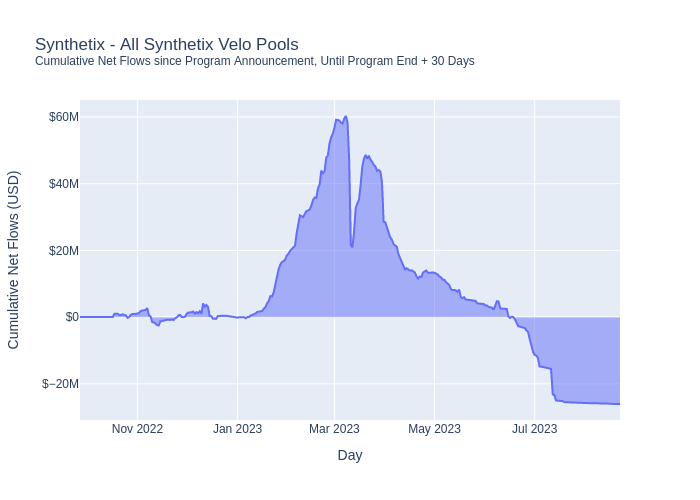 Synthetix - All Synthetix Velo Pools
Cumulative Net Flows since Program Announcement, Until Program End + 30 Days
Cumulative Net Flows (USD)
$60M
$40M
$20M
$0
$−20M
Nov 2022
Jan 2023
Mar 2023
May 2023
Jul 2023
Day